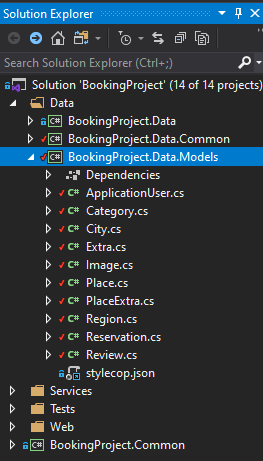 Solution Explorer
Search Solution Explorer (Ctrl+;)
Solution 'BookingProject' (14 of 14 projects)
Data
BookingProject.Data
BookingProject.Data.Common
BookingProject.Data.Models
Dependencies
ApplicationUser.cs
Category.cs
City.cs
Extra.cs
Image.cs
Place.cs
PlaceExtra.cs
Region.cs
Reservation.cs
Review.cs
stylecop.json
Services
Tests
Web
BookingProject.Common